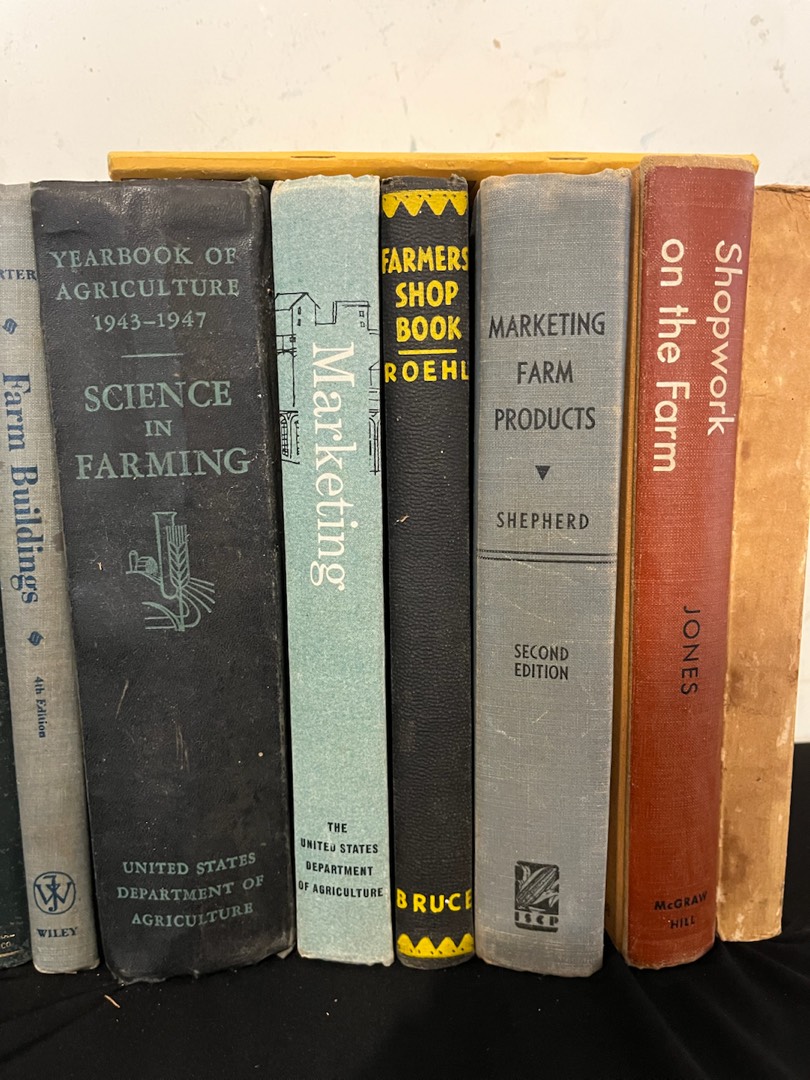 RTER
Farm Buildings
4th Edition
WILEY
YEARBOOK OF
AGRICULTURE
1943–1947
SCIENCE
IN
FARMING
UNITED STATES
DEPARTMENT OF
AGRICULTURE
Marketing
THE
UNITED STATES
DEPARTMENT
OF AGRICULTURE
FARMERS
SHOP
BOOK
ROEHL
BRUCE
MARKETING
FARM
PRODUCTS
SHEPHERD
SECOND
EDITION
ISCP
Shopwork
on the Farm
JONES
McGRAW
HILL
CO.